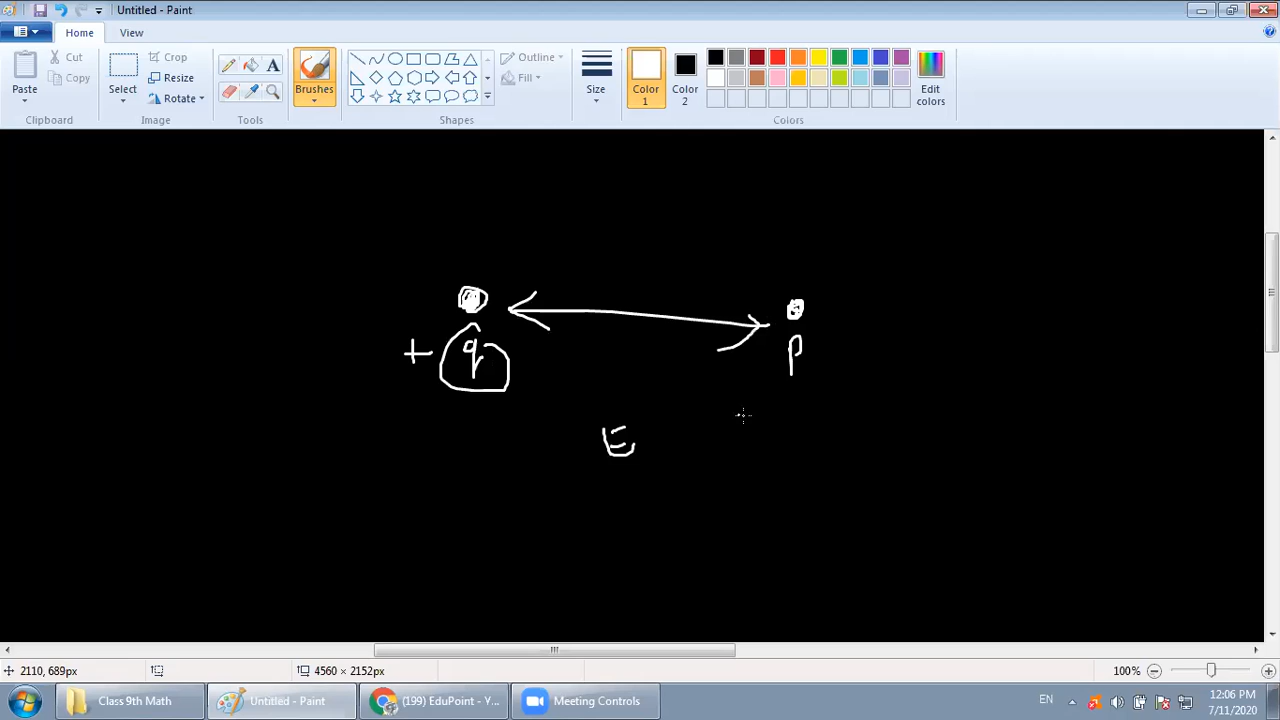 Untitled - Paint
Home View
Paste
Cut
Copy
Clipboard
Select
Crop
Resize
Rotate
Image
Tools
Brushes
Outline
Fill
Shapes
Size
Color 1
Color 2
Edit colors
Colors
+ q
p
E
2110, 689px
4560 × 2152px
100%
Class 9th Math
Untitled - Paint
(199) EduPoint - Y...
Meeting Controls
EN
12:06 PM
7/11/2020